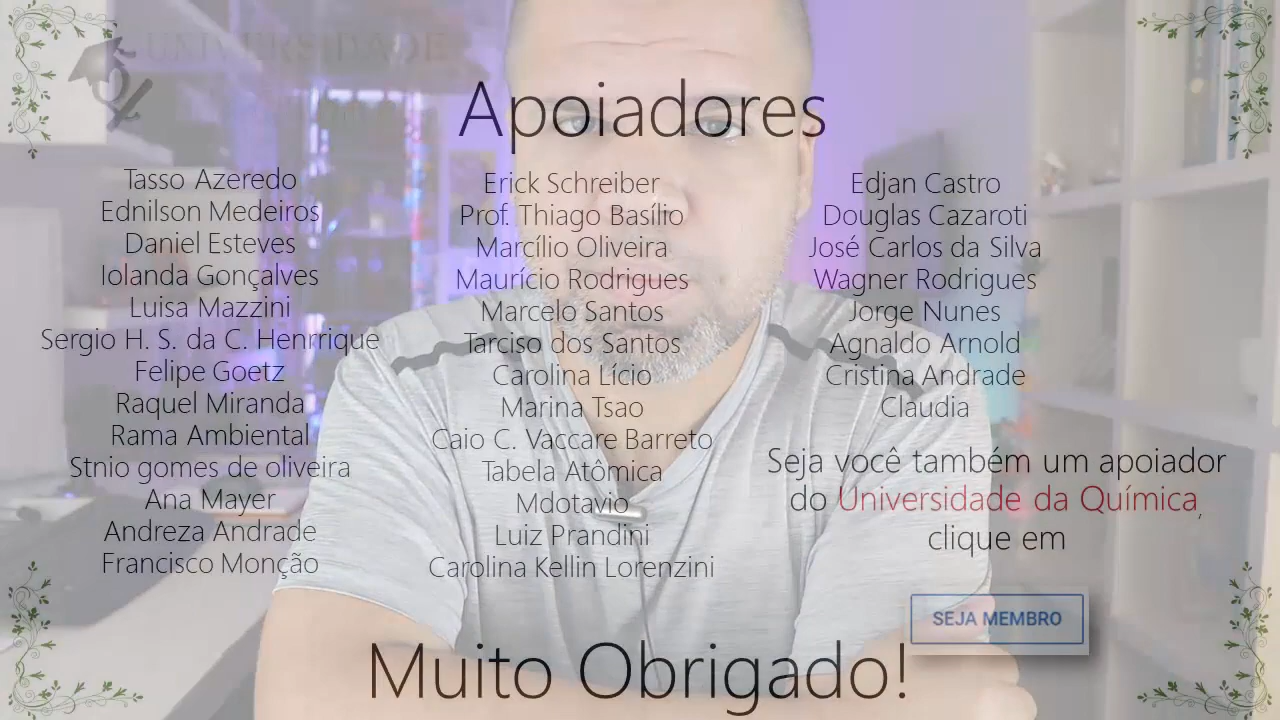 UNIVERSIDADE
Apoiadores
Tasso Azeredo
Ednilson Medeiros
Daniel Esteves
Iolanda Gonçalves
Luisa Mazzini
Sergio H. S. da C. Henrrique
Felipe Goetz
Raquel Miranda
Rama Ambiental
Stnio gomes de oliveira
Ana Mayer
Andreza Andrade
Francisco Monção
Erick Schreiber
Prof. Thiago Basílio
Marcílio Oliveira
Maurício Rodrigues
Marcelo Santos
Tarciso dos Santos
Carolina Lício
Marina Tsao
Caio C. Vaccare Barreto
Tabela Atômica
Mdotavio
Luiz Prandini
Carolina Kellin Lorenzini
Edjan Castro
Douglas Cazaroti
José Carlos da Silva
Wagner Rodrigues
Jorge Nunes
Agnaldo Arnold
Cristina Andrade
Claudia
Seja você também um apoiador
do Universidade da Química,
clique em
SEJA MEMBRO
Muito Obrigado!